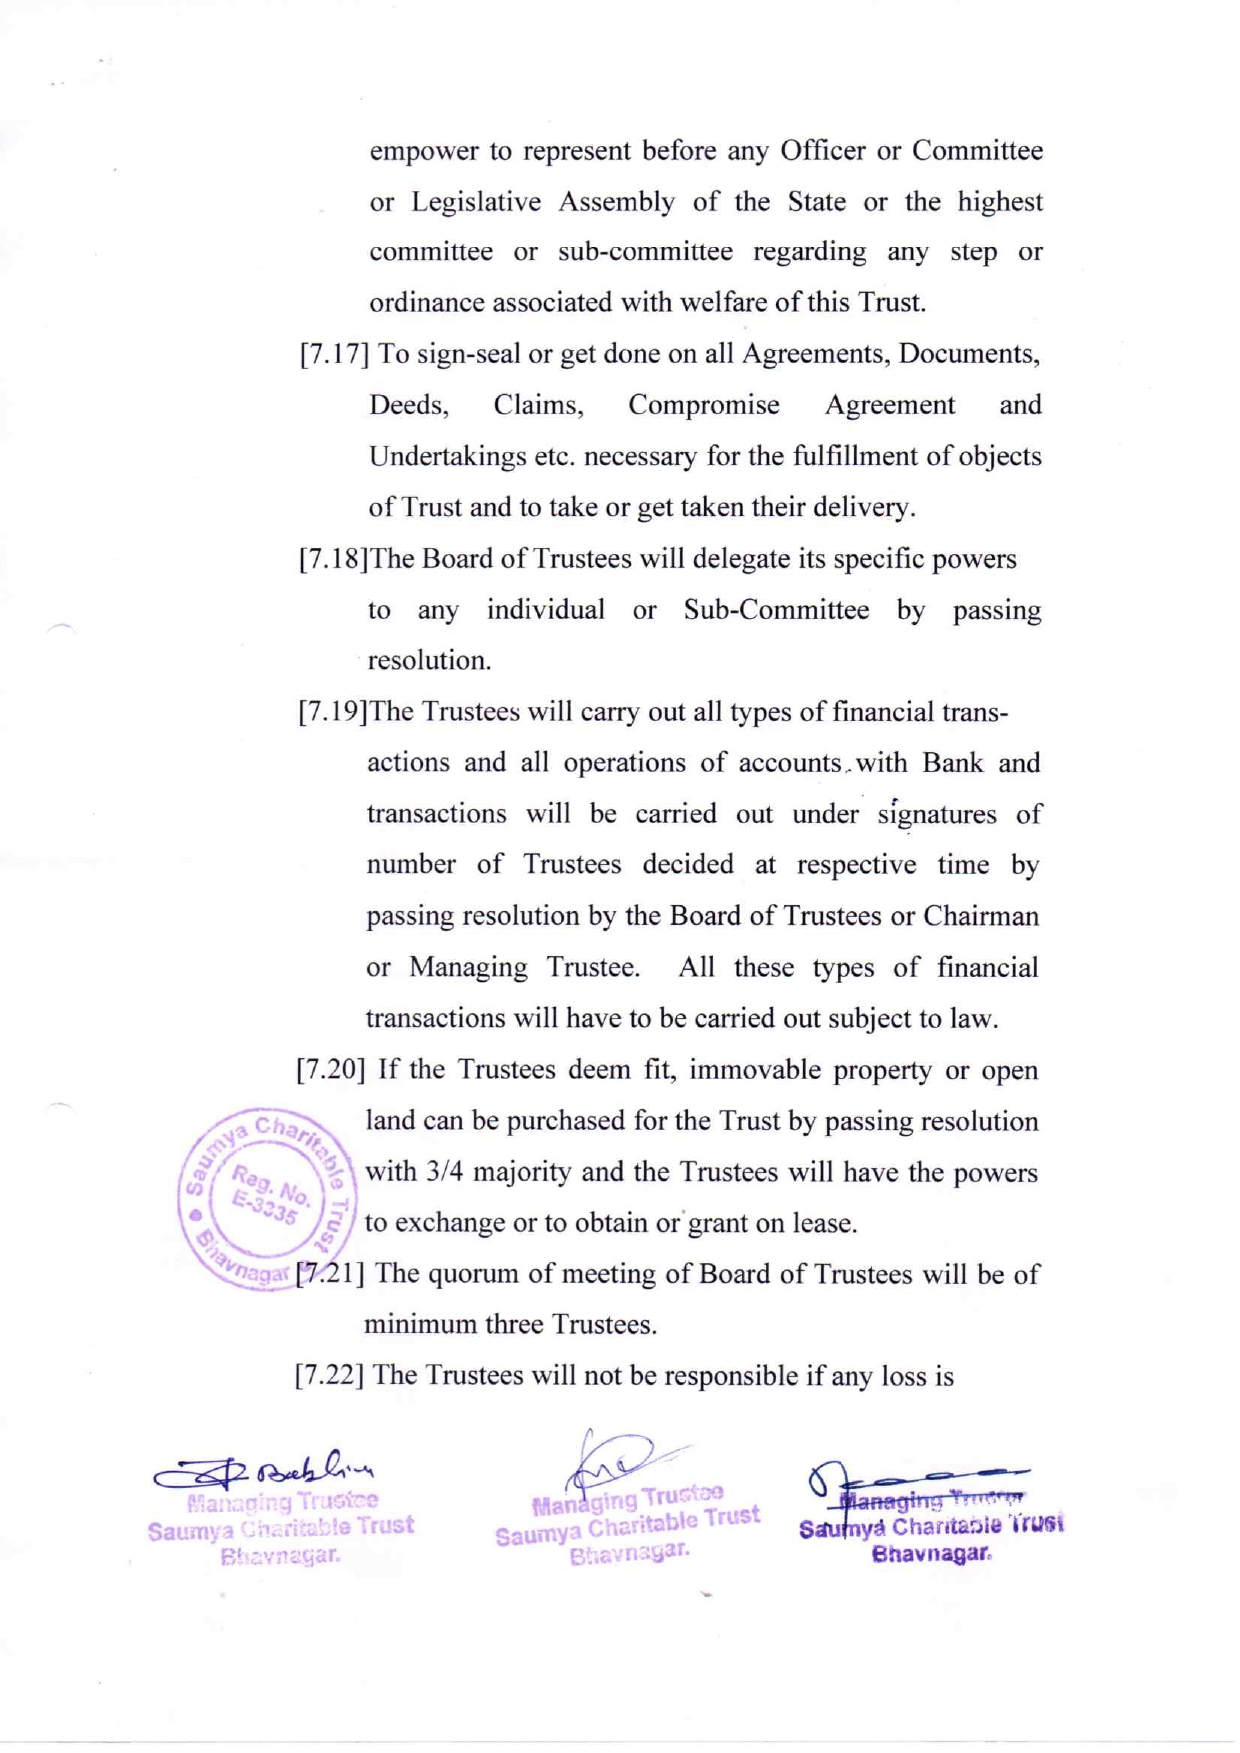 empower to represent before any Officer or Committee
or Legislative Assembly of the State or the highest
committee or sub-committee regarding any step or
ordinance associated with welfare of this Trust.
[7.17] To sign-seal or get done on all Agreements, Documents,
Deeds, Claims, Compromise Agreement and
Undertakings etc. necessary for the fulfillment of objects
of Trust and to take or get taken their delivery.
[7.18]The Board of Trustees will delegate its specific powers
to any individual or Sub-Committee by passing
resolution.
[7.19]The Trustees will carry out all types of financial trans-
actions and all operations of accounts with Bank and
transactions will be carried out under signatures of
number of Trustees decided at respective time by
passing resolution by the Board of Trustees or Chairman
or Managing Trustee. All these types of financial
transactions will have to be carried out subject to law.
[7.20] If the Trustees deem fit, immovable property or open
land can be purchased for the Trust by passing resolution
with 3/4 majority and the Trustees will have the powers
to exchange or to obtain or grant on lease.
Saumya Charitable Trust
Bhavnagar
Reg. No.
E-3335
[7.21] The quorum of meeting of Board of Trustees will be of
minimum three Trustees.
[7.22] The Trustees will not be responsible if any loss is
Managing Trustee
Saumya Charitable Trust
Bhavnagar.
Managing Trustee
Saumya Charitable Trust
Bhavnagar.
Managing Trustee
Saumya Charitable Trust
Bhavnagar.